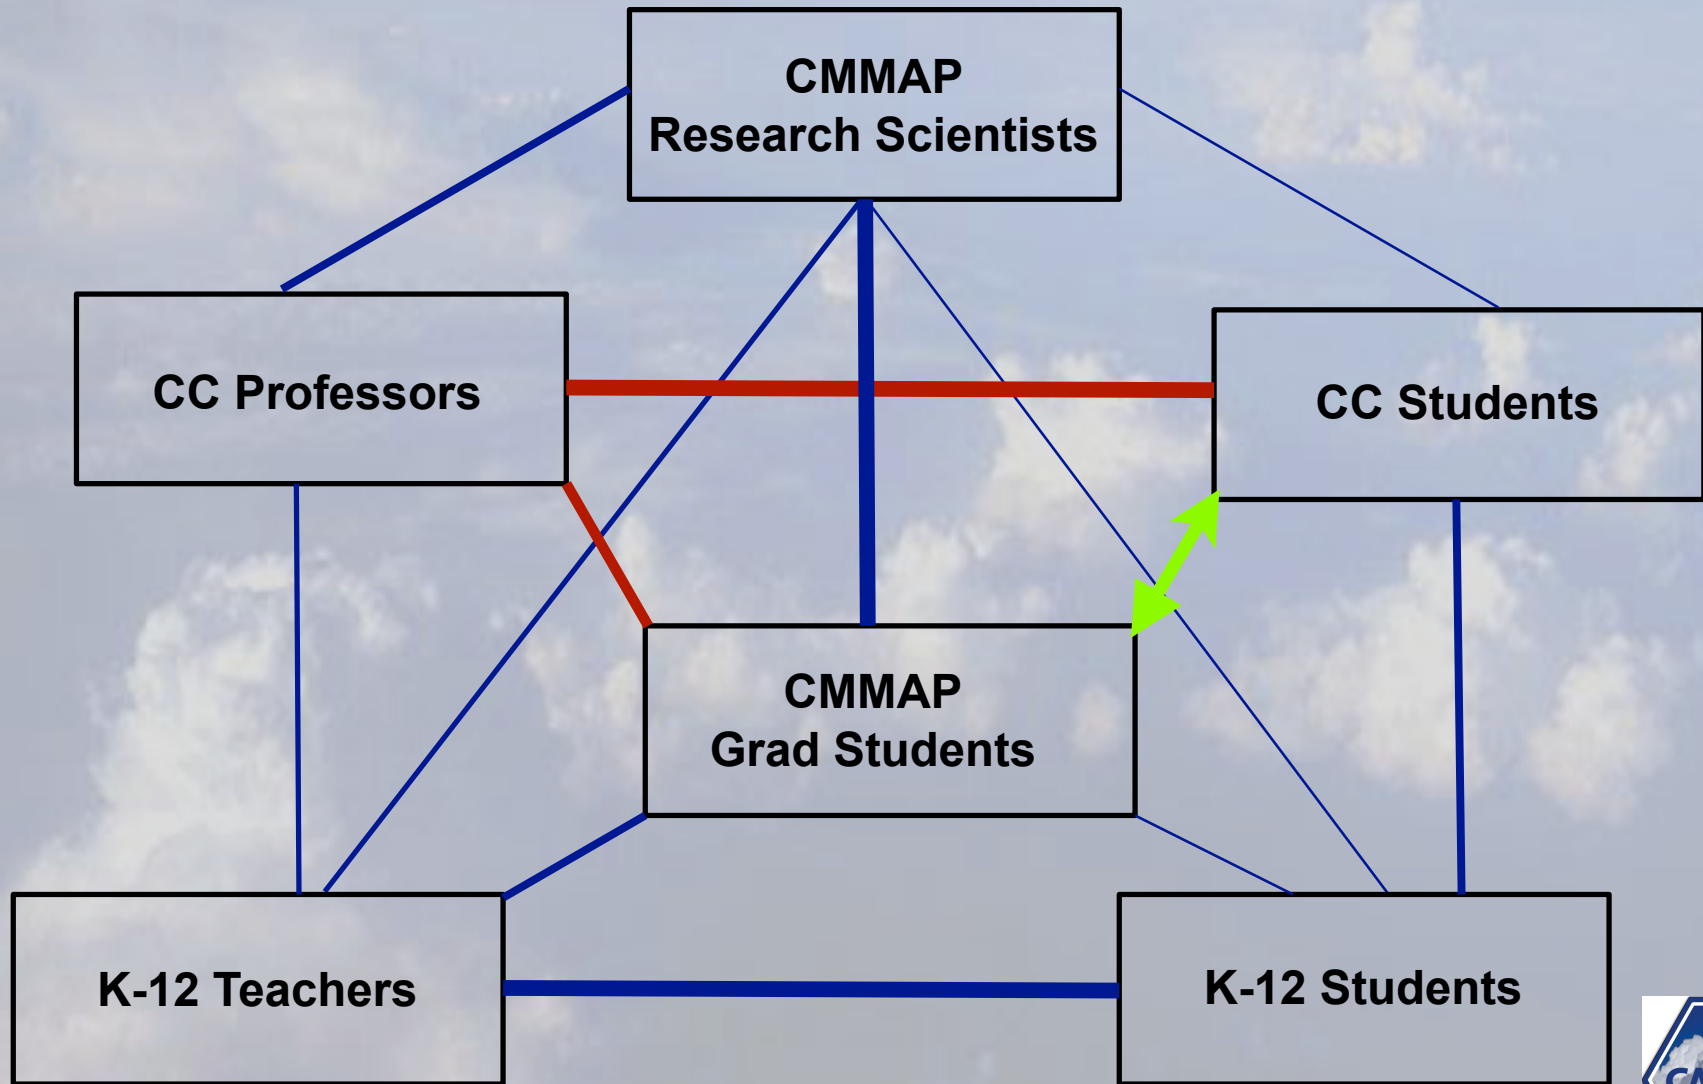 CMMAP
Research Scientists
CC Professors
CC Students
CMMAP
Grad Students
K-12 Teachers
K-12 Students